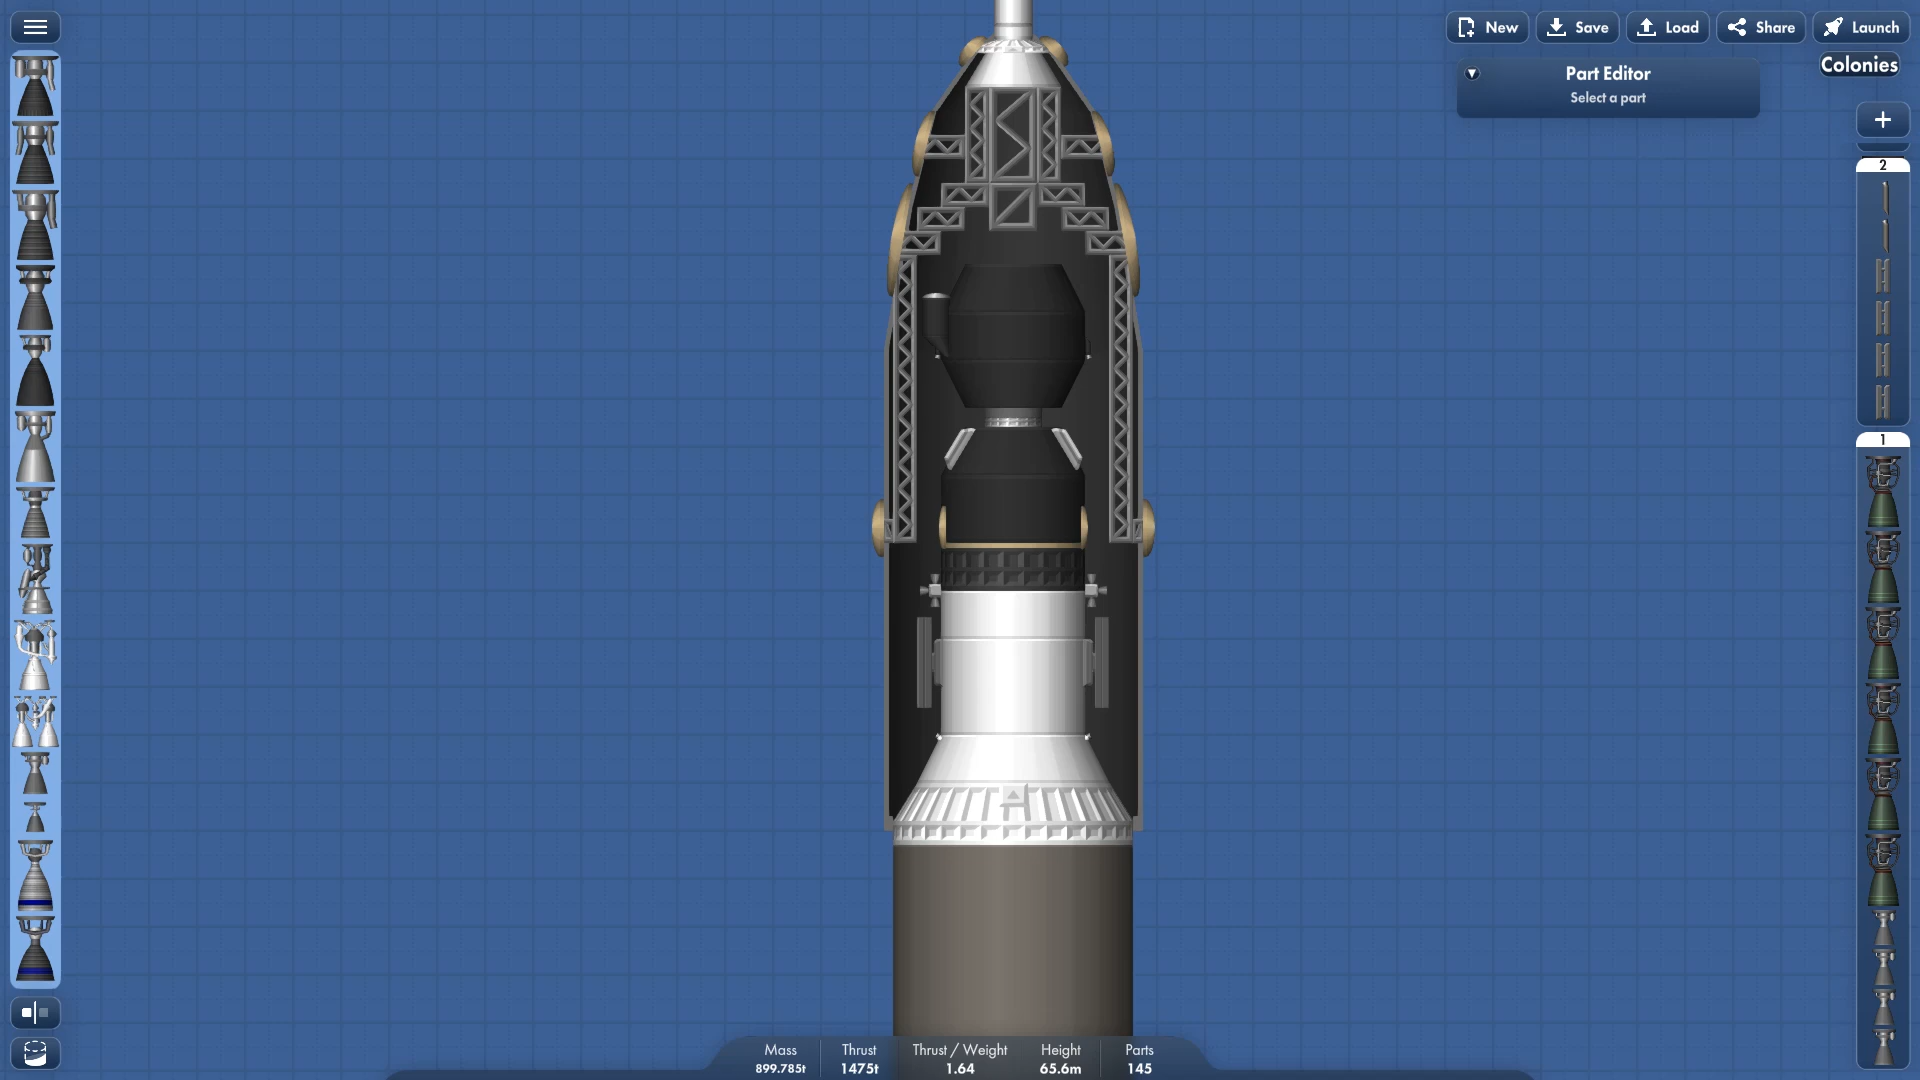 New
Save
Load
Share
Launch
Part Editor
Select a part
Colonies
2
1
Mass
899.785t
Thrust
1475t
Thrust / Weight
1.64
Height
65.6m
Parts
145